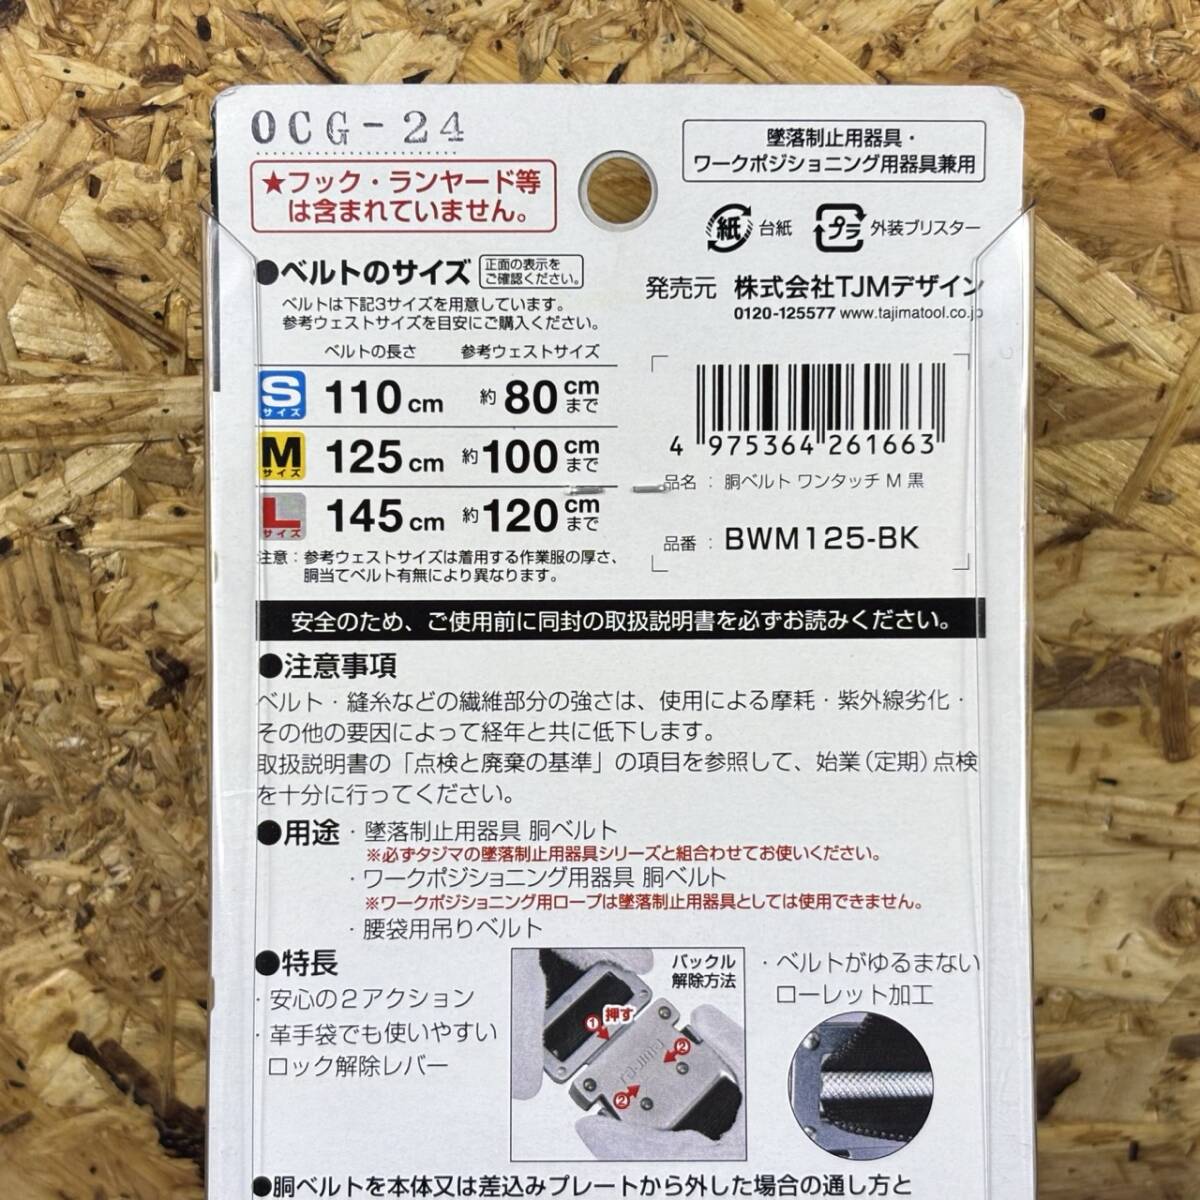 OCG-24
★フック・ランヤード等
は含まれていません。
墜落制止用器具・
ワークポジショニング用器具兼用
紙 台紙 プラ 外装ブリスター
●ベルトのサイズ 正面の表示を
ご確認ください。
ベルトは下記3サイズを用意しています。
参考ウェストサイズを目安にご購入ください。
発売元 株式会社TJMデザイン
0120-125577 www.tajimatool.co.jp
ベルトの長さ 参考ウェストサイズ
S サイズ 110cm 約80cmまで
M サイズ 125cm 約100cmまで
L サイズ 145cm 約120cmまで
注意：参考ウェストサイズは着用する作業服の厚さ、
胴当てベルト有無により異なります。
4 975364 261663
品名 : 胴ベルト ワンタッチ M 黒
品番 : BWM125-BK
安全のため、ご使用前に同封の取扱説明書を必ずお読みください。
●注意事項
ベルト・縫糸などの繊維部分の強さは、使用による摩耗・紫外線劣化・
その他の要因によって経年と共に低下します。
取扱説明書の「点検と廃棄の基準」の項目を参照して、始業(定期)点検
を十分に行ってください。
●用途 ・墜落制止用器具 胴ベルト
※必ずタジマの墜落制止用器具シリーズと組合わせてお使いください。
・ワークポジショニング用器具 胴ベルト
※ワークポジショニング用ロープは墜落制止用器具としては使用できません。
・腰袋用吊りベルト
●特長
・安心の2アクション
・革手袋でも使いやすい
ロック解除レバー
バックル
解除方法
①押す
②
②
TAJIMA
・ベルトがゆるまない
ローレット加工
●胴ベルトを本体又は差込みプレートから外した場合の通し方と